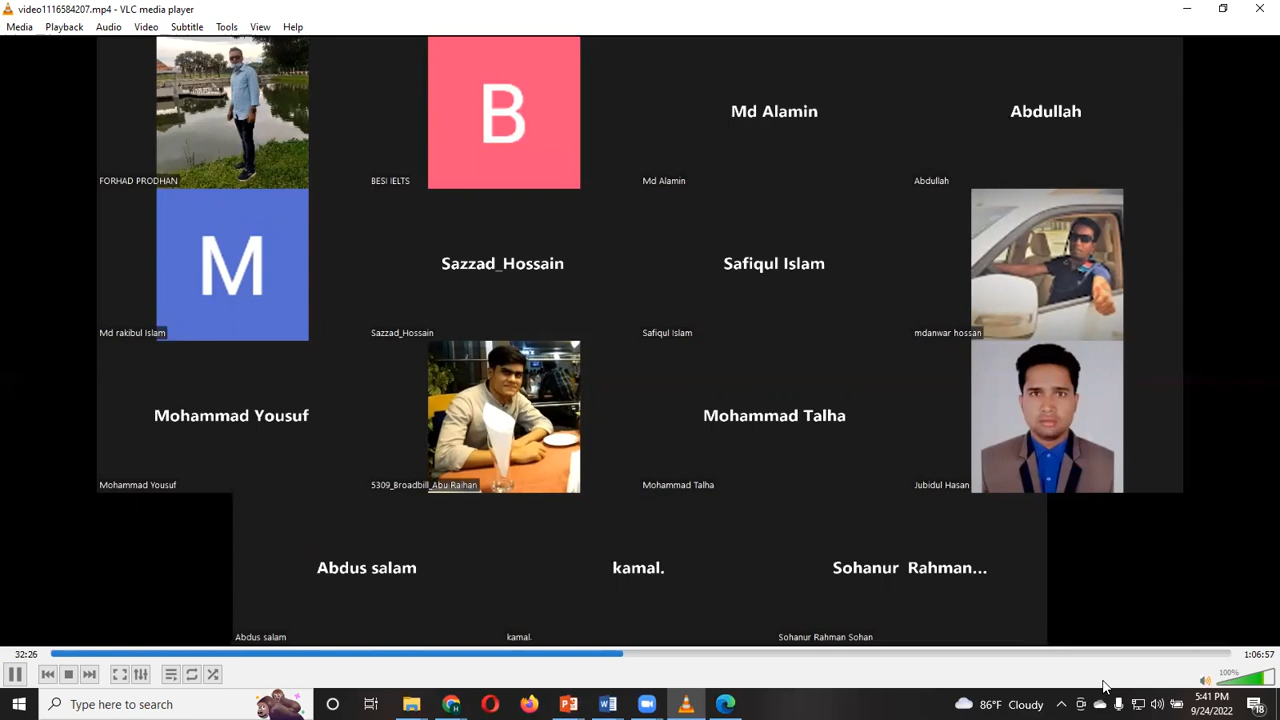 video1116584207.mp4 - VLC media player
Media Playback Audio Video Subtitle Tools View Help
B
Md Alamin
Abdullah
FORHAD PRODHAN
BESI IELTS
Md Alamin
Abdullah
M
Sazzad_Hossain
Safiqul Islam
Md rakibul Islam
Sazzad_Hossain
Safiqul Islam
mdanwar hossan
Mohammad Yousuf
Mohammad Talha
Mohammad Yousuf
5309_Broadbill_Abu Raihan
Mohammad Talha
Jubidul Hasan
Abdus salam
kamal.
Sohanur Rahman...
Abdus salam
kamal.
Sohanur Rahman Sohan
32:26
1:06:57
100%
Type here to search
86°F Cloudy
5:41 PM
9/24/2022
18